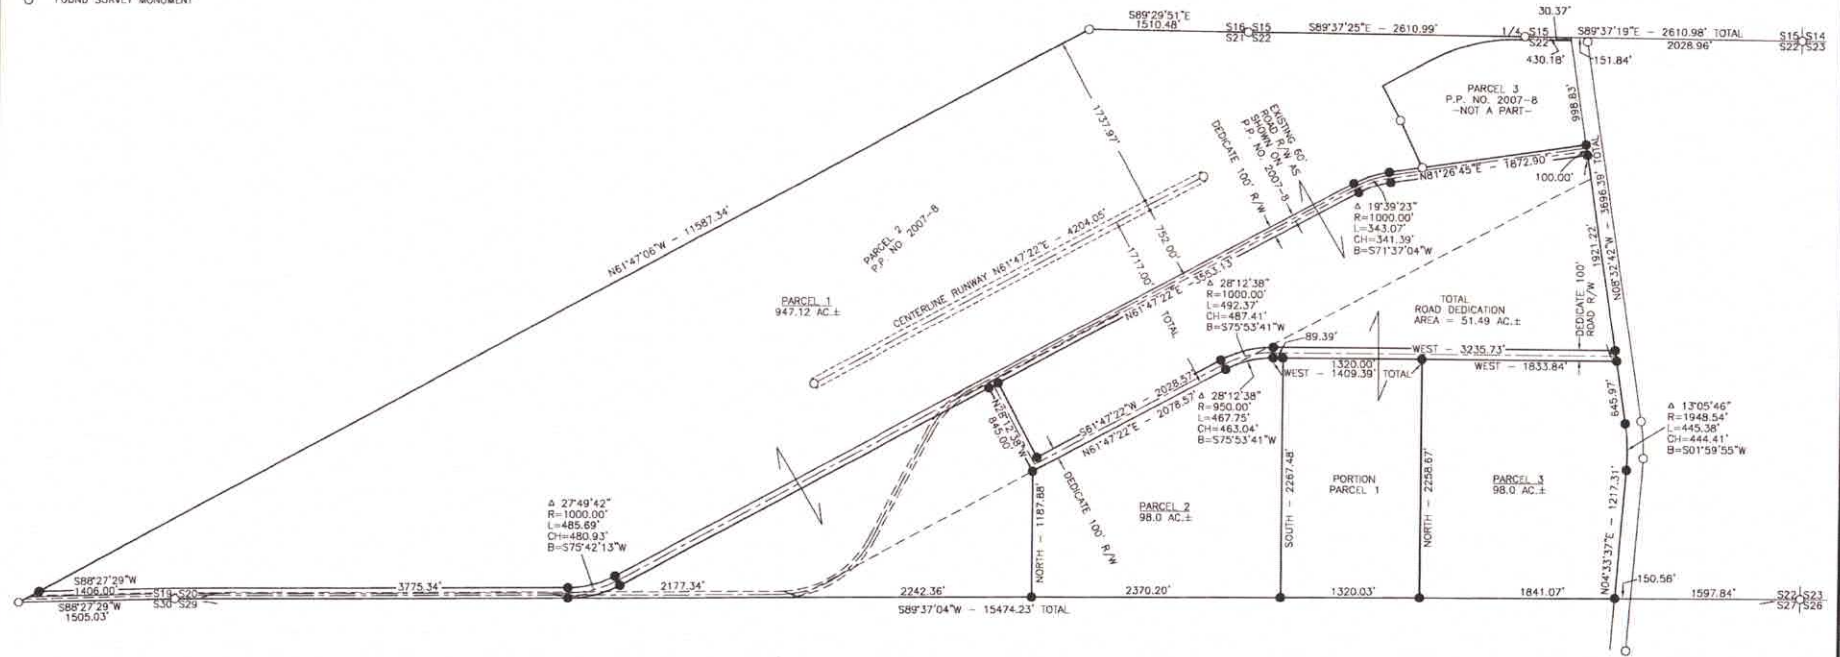 FOUND SURVEY MONUMENT
S89°29'51"E
1510.48'
S16 S15
S21 S22
S89°37'25"E - 2610.99'
1/4 S15
S22
30.37'
S89°37'19"E - 2610.98' TOTAL
2028.96'
S15 S14
S22 S23
430.18'
151.84'
PARCEL 3
P.P. NO. 2007-8
-NOT A PART-
998.83'
1737.97'
EXISTING 60'
ROAD R/W AS
SHOWN ON
P.P. NO. 2007-8
DEDICATE 100' R/W
N81°26'45"E - 1872.90'
100.00'
N08°32'42"W - 3696.39' TOTAL
1921.22'
Δ 19°39'23"
R=1000.00'
L=343.07'
CH=341.39'
B=S71°37'04"W
N61°47'06"W - 11587.34'
PARCEL 2
P.P. NO. 2007-8
CENTERLINE RUNWAY N61°47'22"E - 4204.05'
752.00'
1717.00'
N61°47'22"E - 3553.13'
TOTAL
PARCEL 1
947.12 AC.±
Δ 28°12'38"
R=1000.00'
L=492.37'
CH=487.41'
B=S75°53'41"W
TOTAL
ROAD DEDICATION
AREA = 51.49 AC.±
DEDICATE 100'
ROAD R/W
89.39'
WEST - 3235.73'
1320.00'
WEST - 1409.39' TOTAL
WEST - 1833.84'
S61°47'22"W - 2028.57'
N61°47'22"E - 2078.57'
N28°12'38"W
845.00'
Δ 28°12'38"
R=950.00'
L=467.75'
CH=463.04'
B=S75°53'41"W
645.97'
Δ 13°05'46"
R=1948.54'
L=445.38'
CH=444.41'
B=S01°59'55"W
DEDICATE 100' R/W
PARCEL 2
98.0 AC.±
SOUTH - 2267.48'
PORTION
PARCEL 1
NORTH - 2258.67'
PARCEL 3
98.0 AC.±
N04°33'37"E - 1217.31'
NORTH - 1187.88'
Δ 27°49'42"
R=1000.00'
L=485.69'
CH=480.93'
B=S75°42'13"W
S88°27'29"W
1406.00'
S19 S20
S30 S29
S88°27'29"W
1505.03'
3775.34'
2177.34'
2242.36'
S89°37'04"W - 15474.23' TOTAL
2370.20'
1320.03'
1841.07'
150.56'
1597.84'
S22 S23
S27 S26